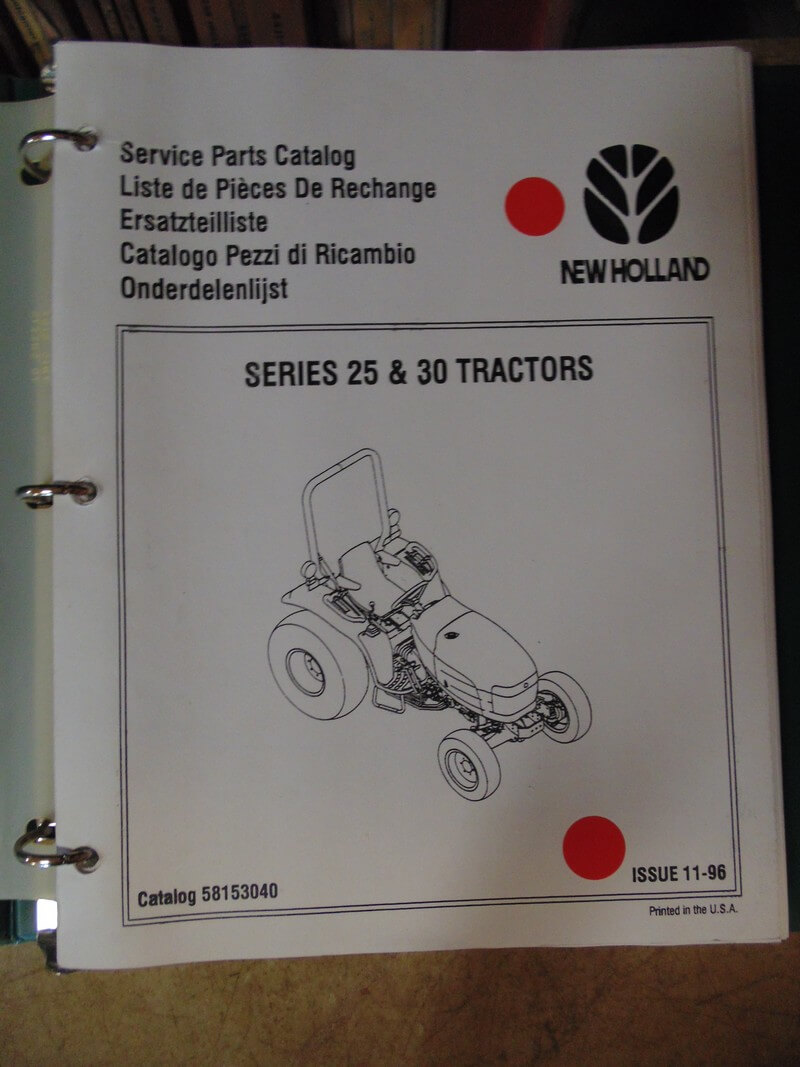 Service Parts Catalog
Liste de Pièces De Rechange
Ersatzteilliste
Catalogo Pezzi di Ricambio
Onderdelenlijst
NEW HOLLAND
SERIES 25 & 30 TRACTORS
Catalog 58153040
ISSUE 11-96
Printed in the U.S.A.